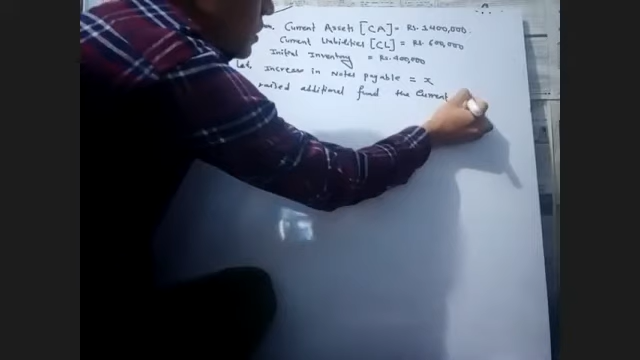 Current Assets [CA] = Rs. 1400,000.
Current liabilities [CL] = Rs. 600,000
Initial Inventory = Rs. 400,000
Let, Increase in Notes payable = x
raised additional fund the Current